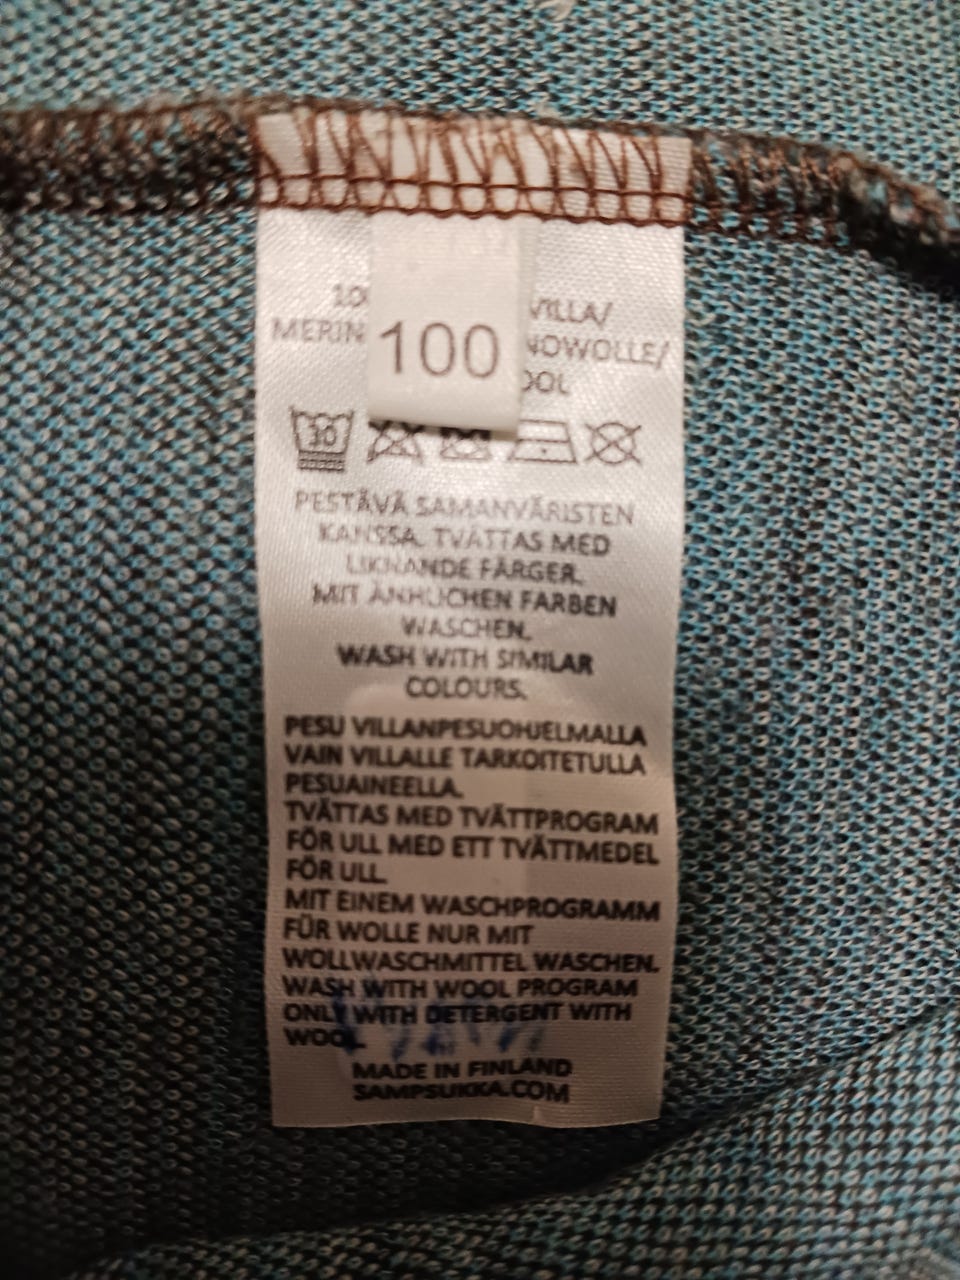 100
30
PESTÄVÄ SAMANVÄRISTEN
KANSSA. TVÄTTAS MED
LIKNANDE FÄRGER.
MIT ÄNHLICHEN FARBEN
WASCHEN.
WASH WITH SIMILAR
COLOURS.
PESU VILLANPESUOHJELMALLA
VAIN VILLALLE TARKOITETULLA
PESUAINEELLA.
TVÄTTAS MED TVÄTTPROGRAM
FÖR ULL MED ETT TVÄTTMEDEL
FÖR ULL.
MIT EINEM WASCHPROGRAMM
FÜR WOLLE NUR MIT
WOLLWASCHMITTEL WASCHEN.
WASH WITH WOOL PROGRAM
ONLY WITH DETERGENT WITH
WOOL.
MADE IN FINLAND
SAMPSUKKA.COM